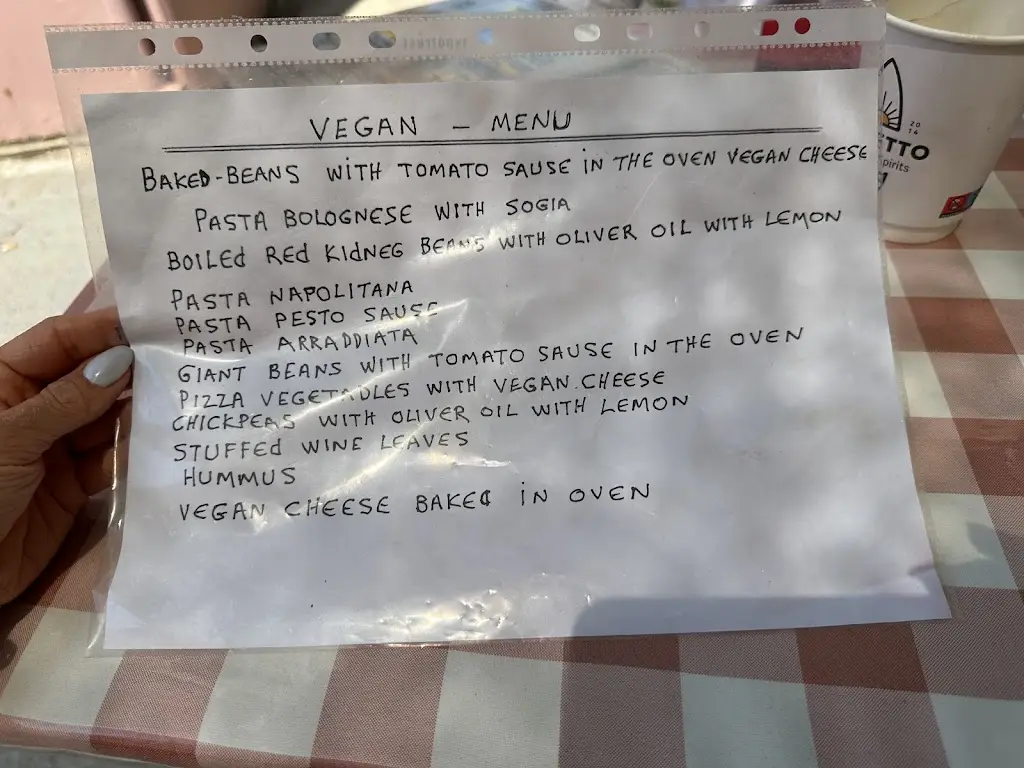 VEGAN - MENU
BAKED-BEANS WITH TOMATO SAUSE IN THE OVEN VEGAN CHEESE
PASTA BOLOGNESE WITH SOGIA
BOILED RED KIDNEG BEANS WITH OLIVER OIL WITH LEMON
PASTA NAPOLITANA
PASTA PESTO SAUSE
PASTA ARRADDIATA
GIANT BEANS WITH TOMATO SAUSE IN THE OVEN
PIZZA VEGETADLES WITH VEGAN CHEESE
CHICKPEAS WITH OLIVER OIL WITH LEMON
STUFFED WINE LEAVES
HUMMUS
VEGAN CHEESE BAKED IN OVEN
2014
TTO
pirits